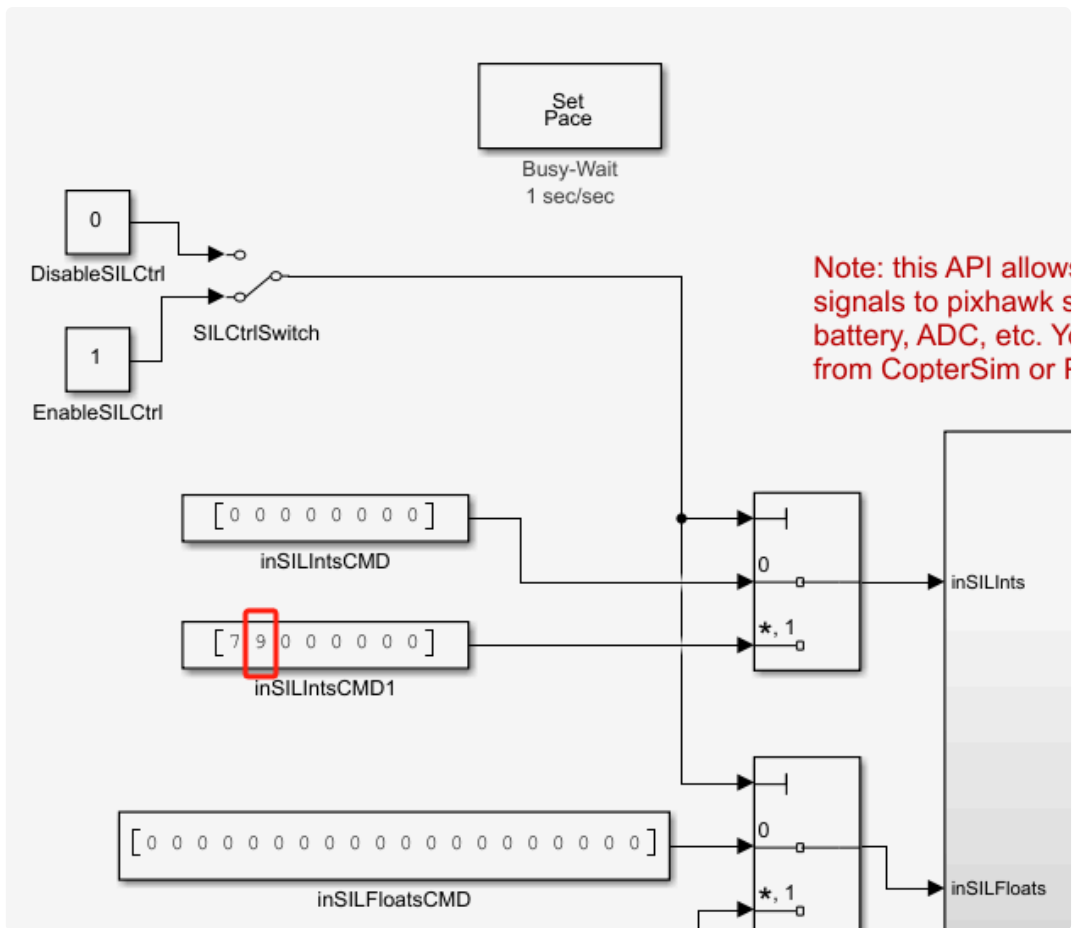 Set
Pace
Busy-Wait
1 sec/sec
0
DisableSILCtrl
SILCtrlSwitch
1
EnableSILCtrl
Note: this API allows
signals to pixhawk s
battery, ADC, etc. Yo
from CopterSim or
[0 0 0 0 0 0 0 0]
inSILIntsCMD
[7 9 0 0 0 0 0 0]
inSILIntsCMD1
0
*, 1
inSILInts
[0 0 0 0 0 0 0 0 0 0 0 0 0 0 0 0 0 0 0 0]
inSILFloatsCMD
0
*, 1
inSILFloats